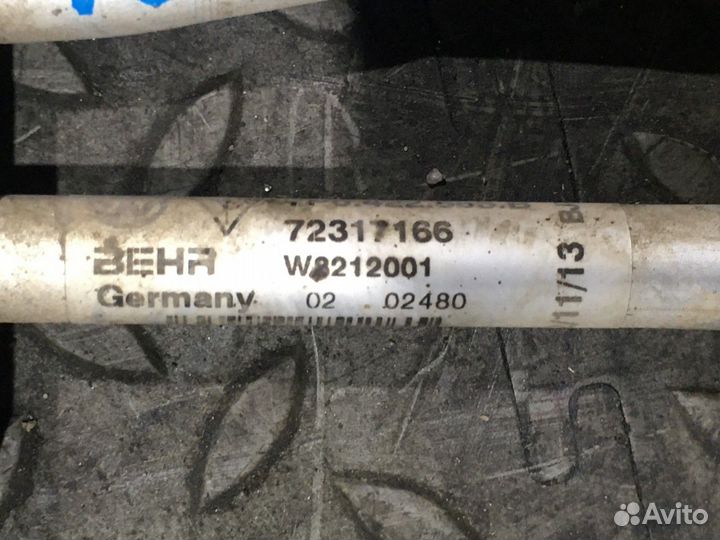 72317166
BEHR
W8212001
Germany
02 02480
/11/13
Avito